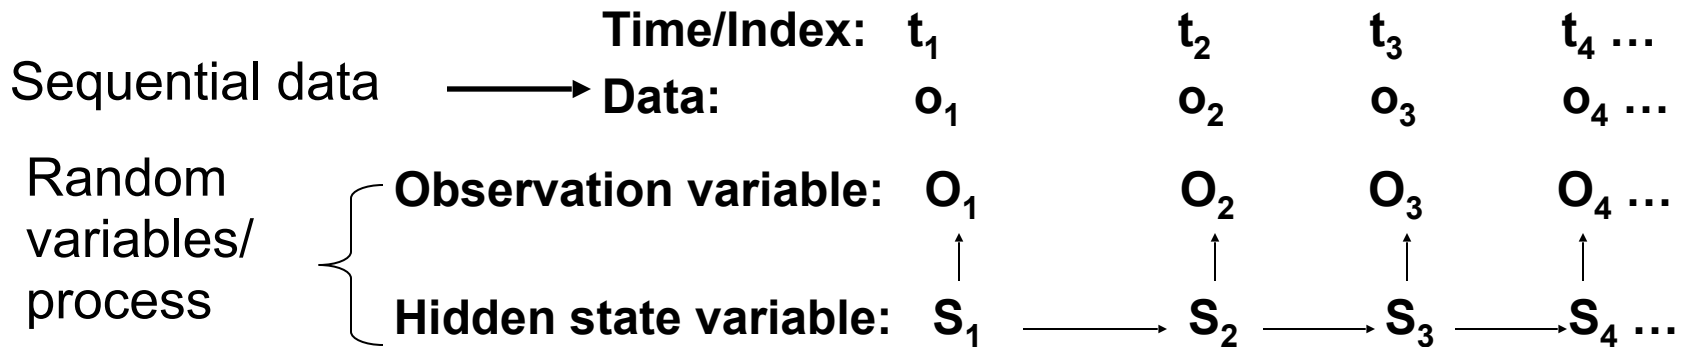 Time/Index: t1 t2 t3 t4 …
Sequential data
Data: o1 o2 o3 o4 …
Random
variables/
process
Observation variable: O1 O2 O3 O4 …
Hidden state variable: S1 S2 S3 S4 …